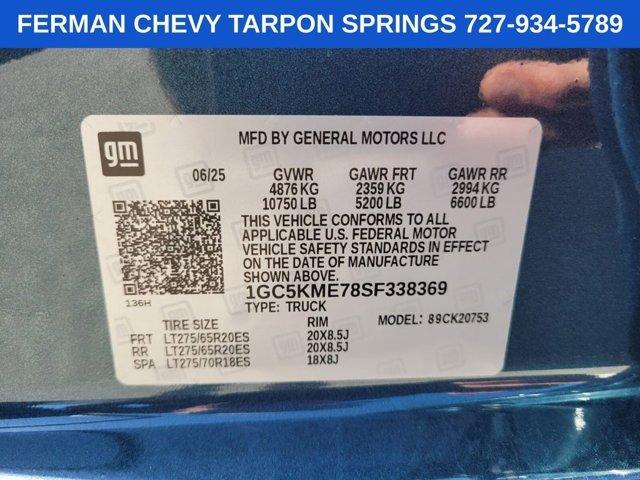 FERMAN CHEVY TARPON SPRINGS 727-934-5789
gm
MFD BY GENERAL MOTORS LLC
06/25 GVWR GAWR FRT GAWR RR
4876 KG 2359 KG 2994 KG
10750 LB 5200 LB 6600 LB
THIS VEHICLE CONFORMS TO ALL
APPLICABLE U.S. FEDERAL MOTOR
VEHICLE SAFETY STANDARDS IN EFFECT
ON THE DATE OF MANUFACTURE
SHOWN ABOVE.
1GC5KME78SF338369
136H
TYPE: TRUCK MODEL: 89CK20753
TIRE SIZE RIM
FRT LT275/65R20ES 20X8.5J
RR LT275/65R20ES 20X8.5J
SPA LT275/70R18ES 18X8J